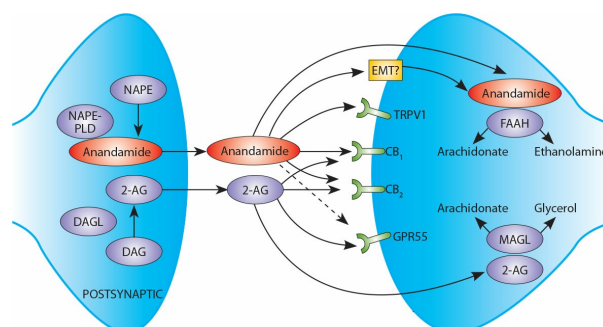 NAPE
NAPE-
PLD
Anandamide
2-AG
DAGL
DAG
POSTSYNAPTIC
Anandamide
2-AG
EMT?
TRPV1
CB1
CB2
GPR55
Anandamide
FAAH
Arachidonate
Ethanolamine
Arachidonate
Glycerol
MAGL
2-AG